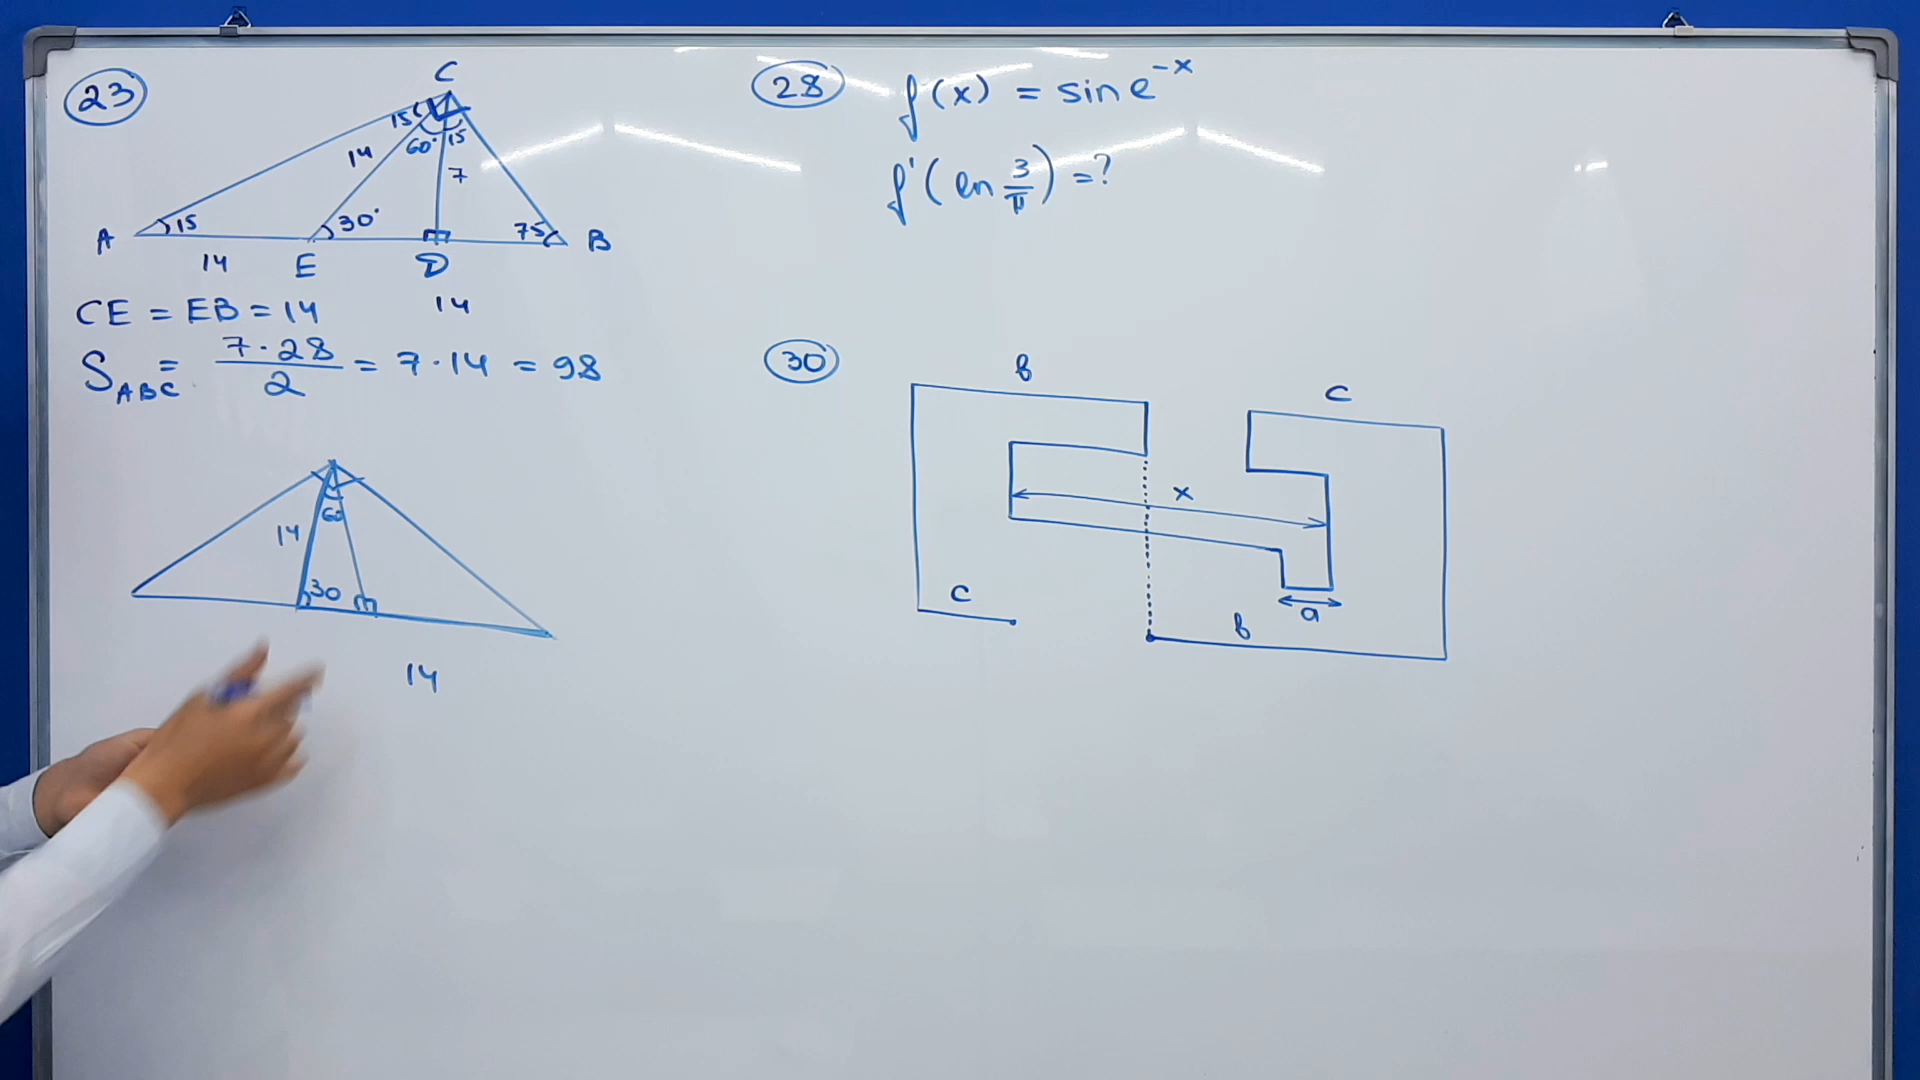 23
C
15
60°
15
14
7
A
15
30°
75
B
14
E
D
CE = EB = 14
14
S_ABC = 7·28/2 = 7·14 = 98
60
14
30
14
28
f(x) = sin e^-x
f'(ln 3/π) = ?
30
b
C
x
C
a
b